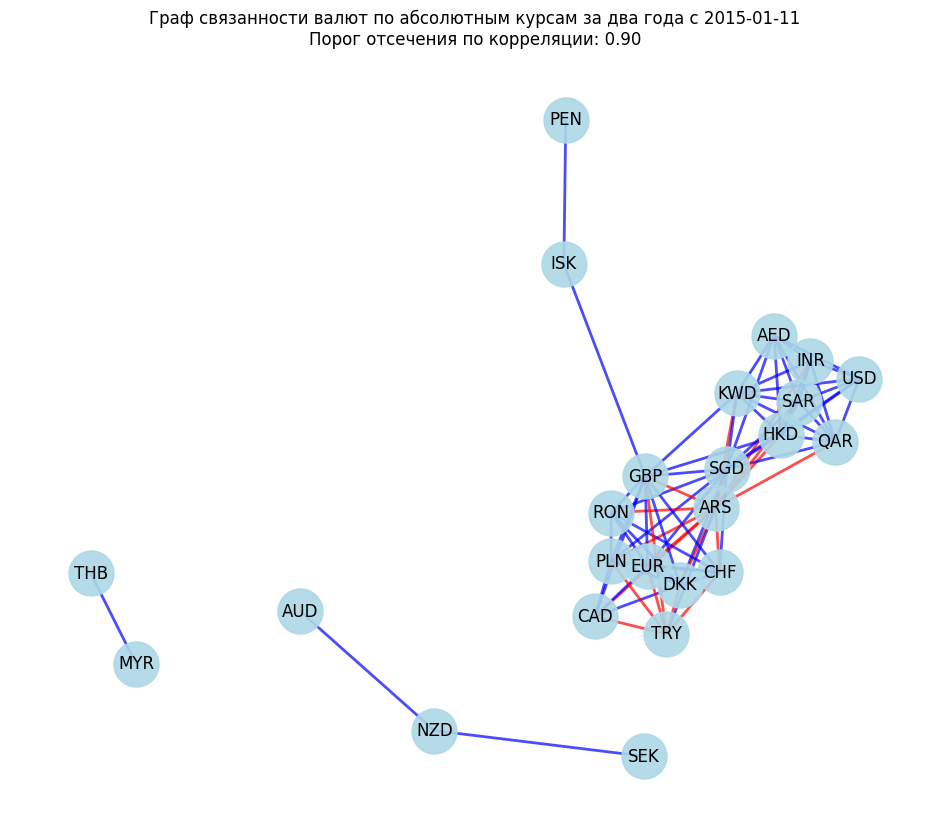 Граф связанности валют по абсолютным курсам за два года с 2015-01-11
Порог отсечения по корреляции: 0.90
PEN
ISK
AED
INR
USD
KWD
SAR
HKD
QAR
SGD
GBP
ARS
RON
PLN
EUR
CHF
DKK
THB
AUD
CAD
TRY
MYR
NZD
SEK